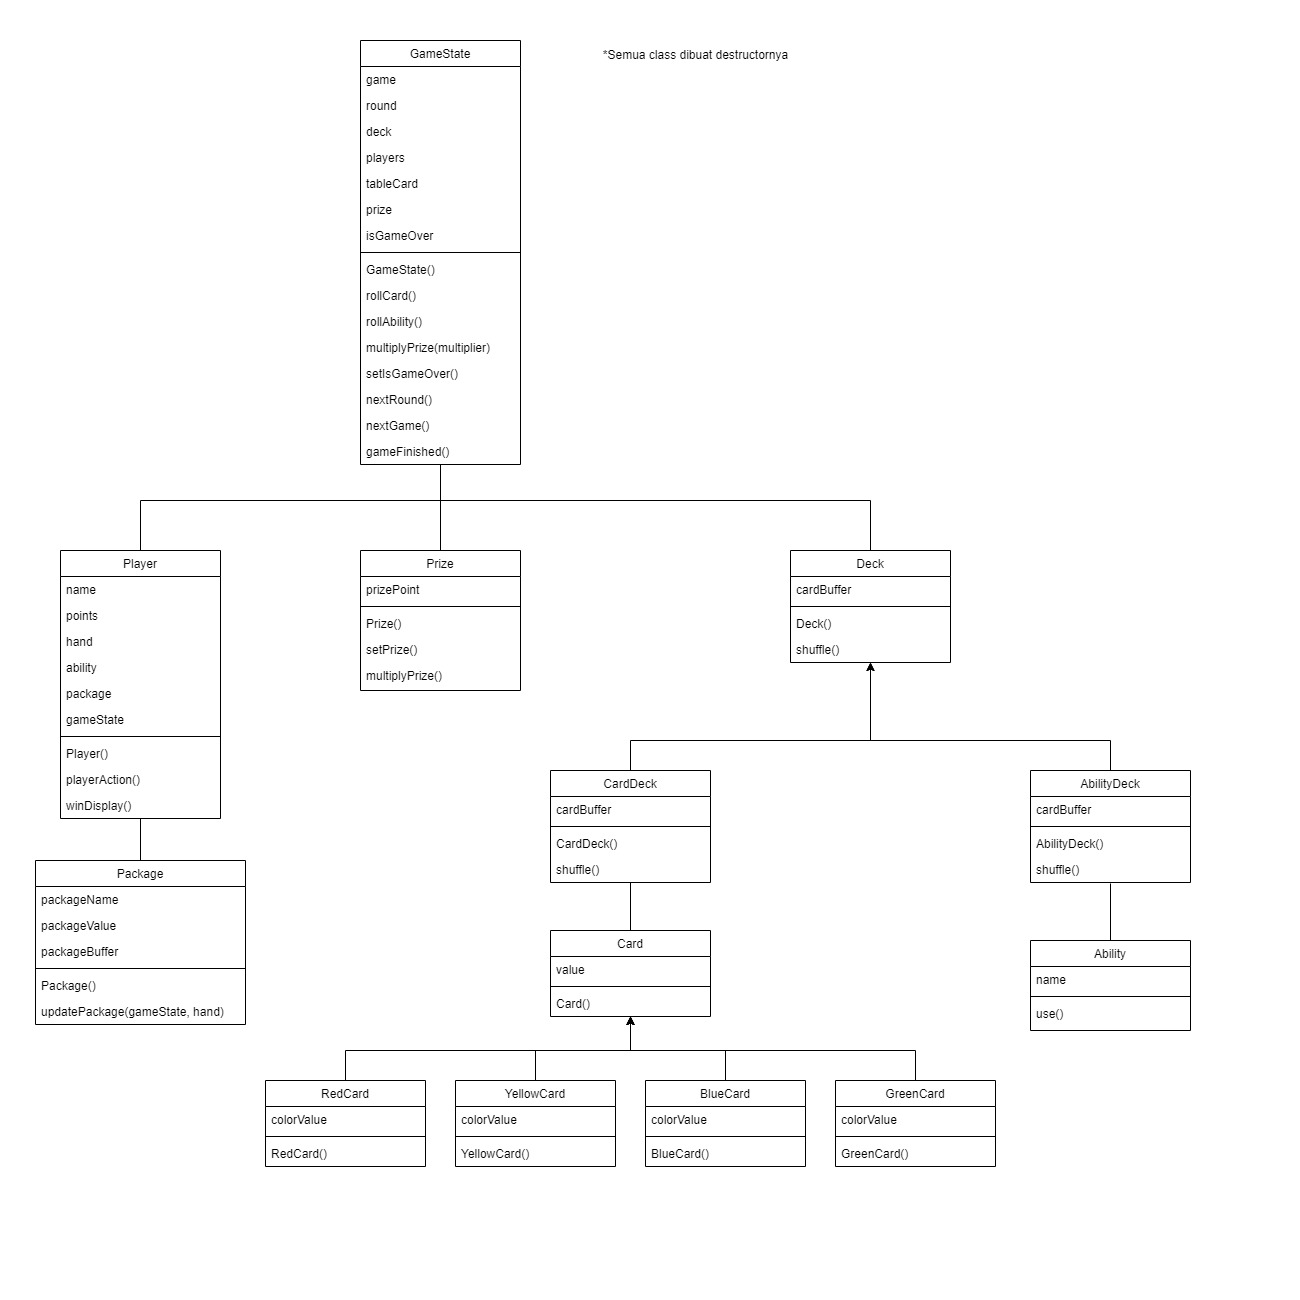 GameState
*Semua class dibuat destructornya
game
round
deck
players
tableCard
prize
isGameOver
GameState()
rollCard()
rollAbility()
multiplyPrize(multiplier)
setIsGameOver()
nextRound()
nextGame()
gameFinished()
Player
name
points
hand
ability
package
gameState
Player()
playerAction()
winDisplay()
Prize
prizePoint
Prize()
setPrize()
multiplyPrize()
Deck
cardBuffer
Deck()
shuffle()
Package
packageName
packageValue
packageBuffer
Package()
updatePackage(gameState, hand)
CardDeck
cardBuffer
CardDeck()
shuffle()
AbilityDeck
cardBuffer
AbilityDeck()
shuffle()
Card
value
Card()
Ability
name
use()
RedCard
colorValue
RedCard()
YellowCard
colorValue
YellowCard()
BlueCard
colorValue
BlueCard()
GreenCard
colorValue
GreenCard()